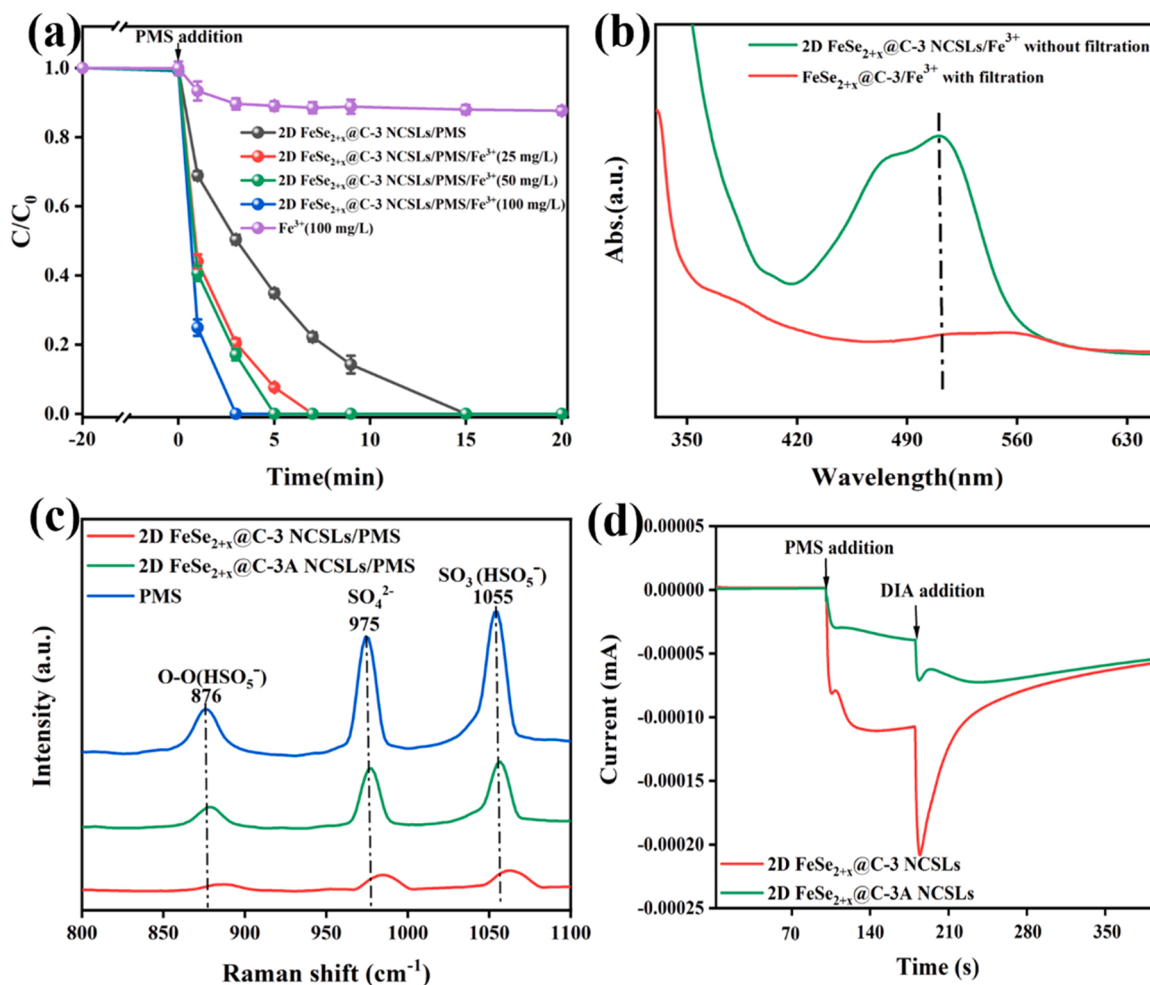 (a)
PMS addition
1.0
0.8
0.6
0.4
0.2
0.0
C/C₀
2D FeSe₂₊ₓ@C-3 NCSLs/PMS
2D FeSe₂₊ₓ@C-3 NCSLs/PMS/Fe³⁺(25 mg/L)
2D FeSe₂₊ₓ@C-3 NCSLs/PMS/Fe³⁺(50 mg/L)
2D FeSe₂₊ₓ@C-3 NCSLs/PMS/Fe³⁺(100 mg/L)
Fe³⁺(100 mg/L)
-20 0 5 10 15 20
Time(min)
(b)
2D FeSe₂₊ₓ@C-3 NCSLs/Fe³⁺ without filtration
FeSe₂₊ₓ@C-3/Fe³⁺ with filtration
Abs.(a.u.)
350 420 490 560 630
Wavelength(nm)
(c)
2D FeSe₂₊ₓ@C-3 NCSLs/PMS
2D FeSe₂₊ₓ@C-3A NCSLs/PMS
PMS
SO₃ (HSO₅⁻)
1055
SO₄²⁻
975
O-O(HSO₅⁻)
876
Intensity (a.u.)
800 850 900 950 1000 1050 1100
Raman shift (cm⁻¹)
(d)
0.00005
0.00000
-0.00005
-0.00010
-0.00015
-0.00020
-0.00025
Current (mA)
PMS addition
DIA addition
2D FeSe₂₊ₓ@C-3 NCSLs
2D FeSe₂₊ₓ@C-3A NCSLs
70 140 210 280 350
Time (s)